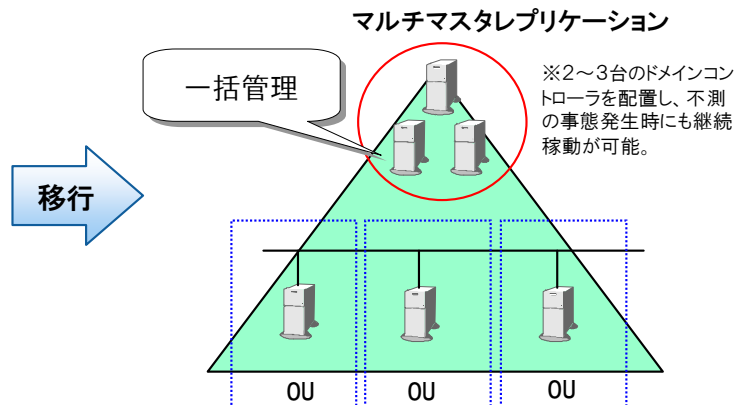 マルチマスタレプリケーション
一括管理
※2～3台のドメインコン
トローラを配置し、不測
の事態発生時にも継続
稼動が可能。
移行
OU
OU
OU